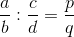 a/b : c/d = p/q